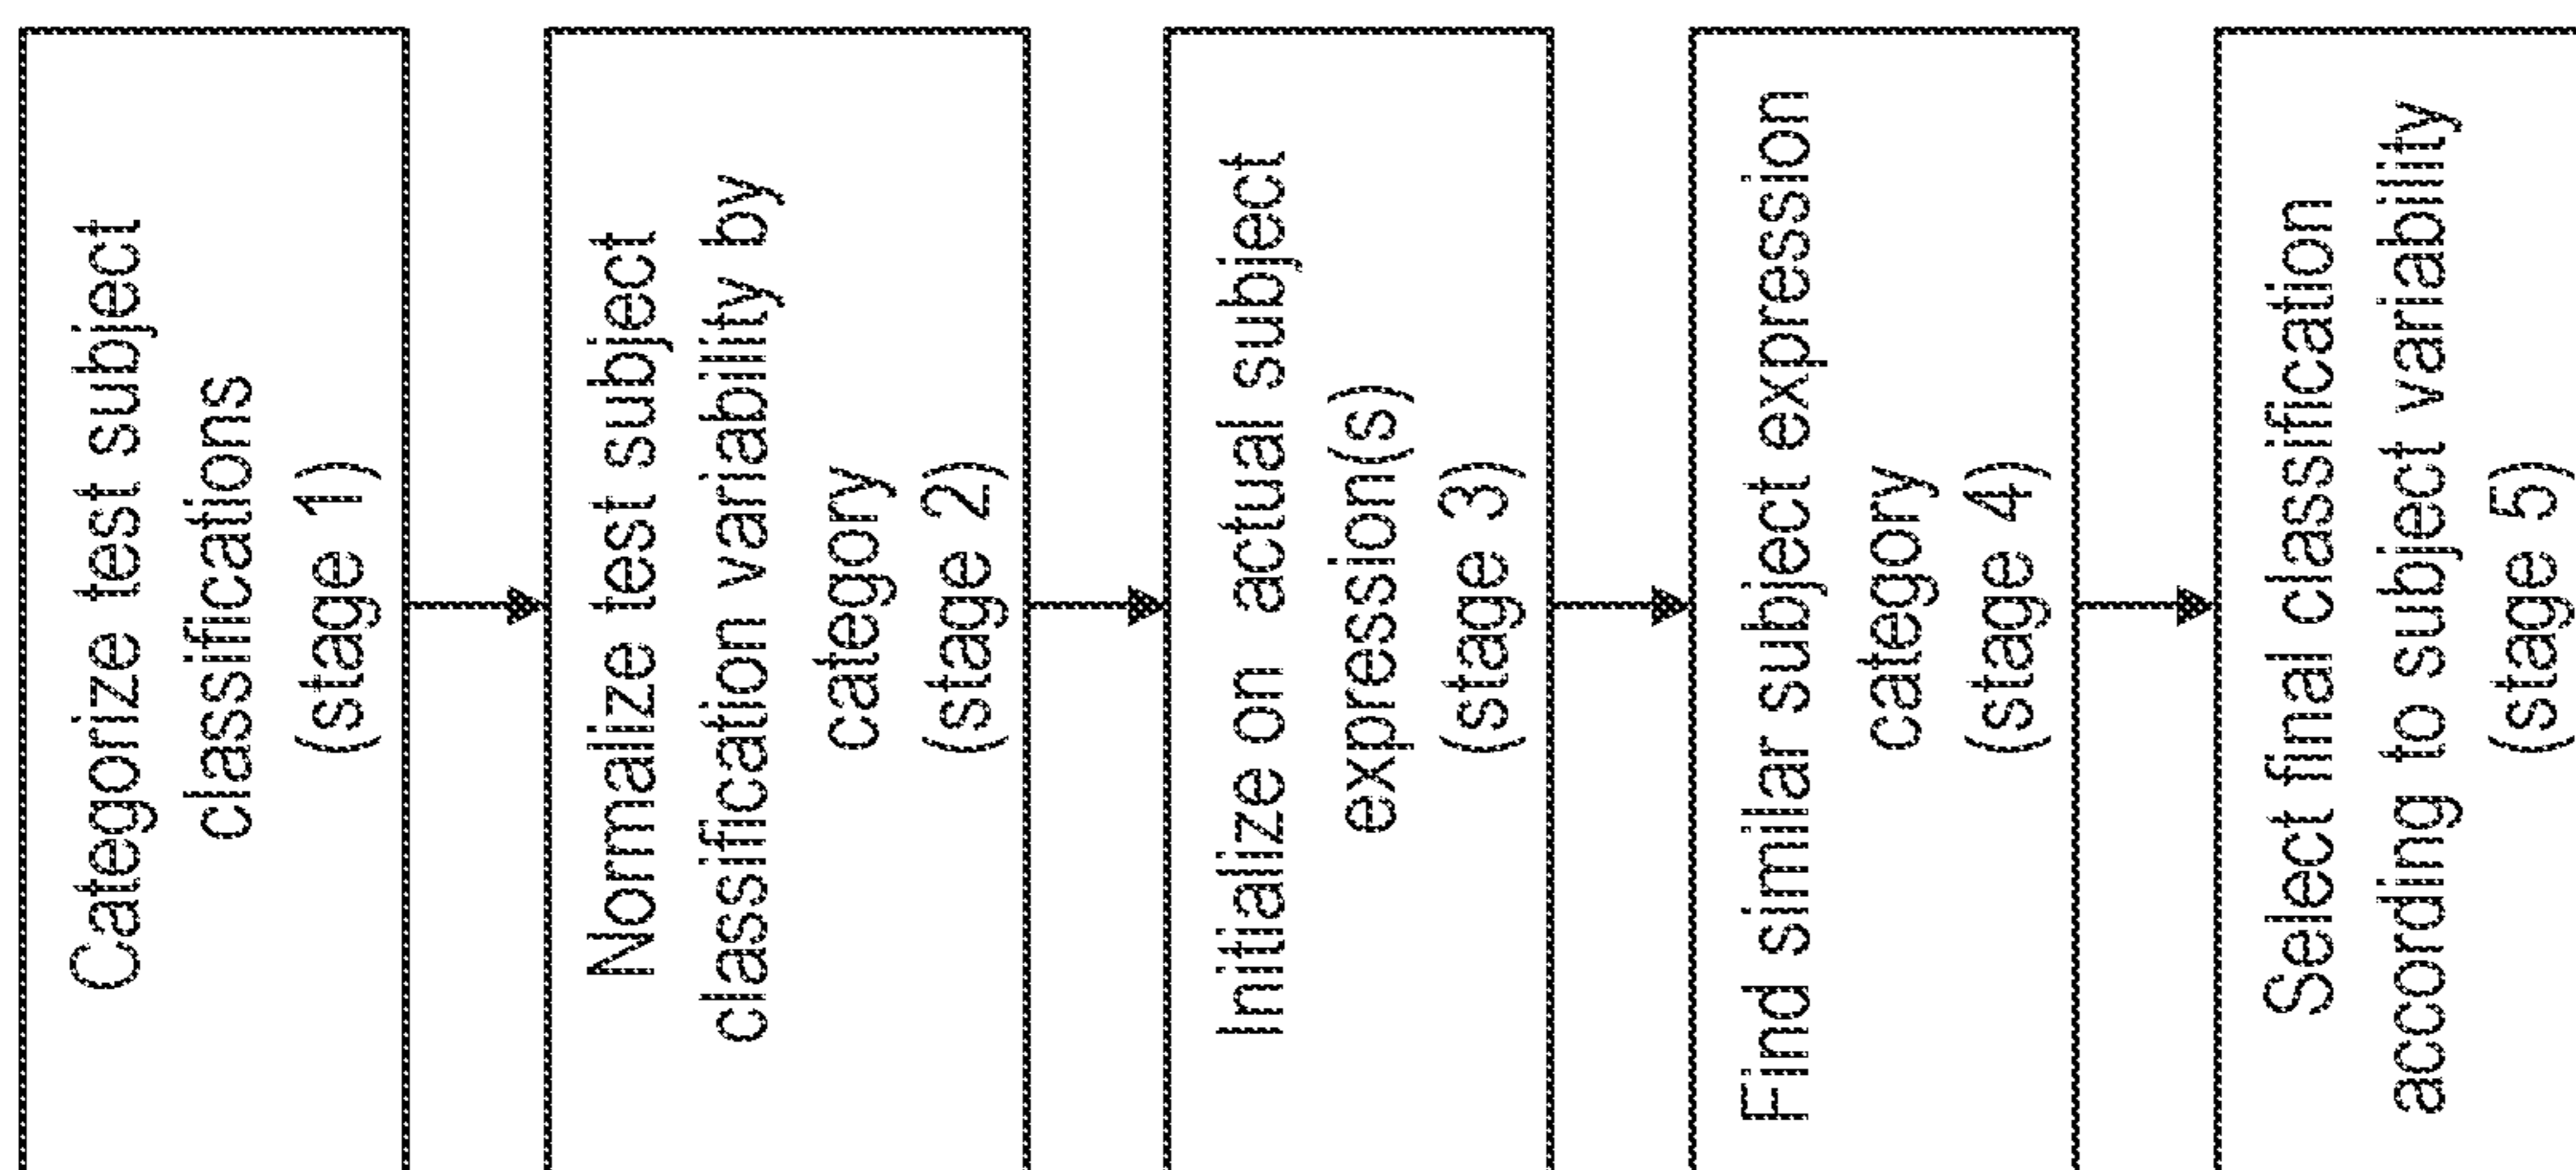 Categorize test subject
classifications
(stage 1)
Normalize test subject
classification variability by
category
(stage 2)
Initialize on actual subject
expression(s)
(stage 3)
Find similar subject expression
category
(stage 4)
Select final classification
according to subject variability
(stage 5)